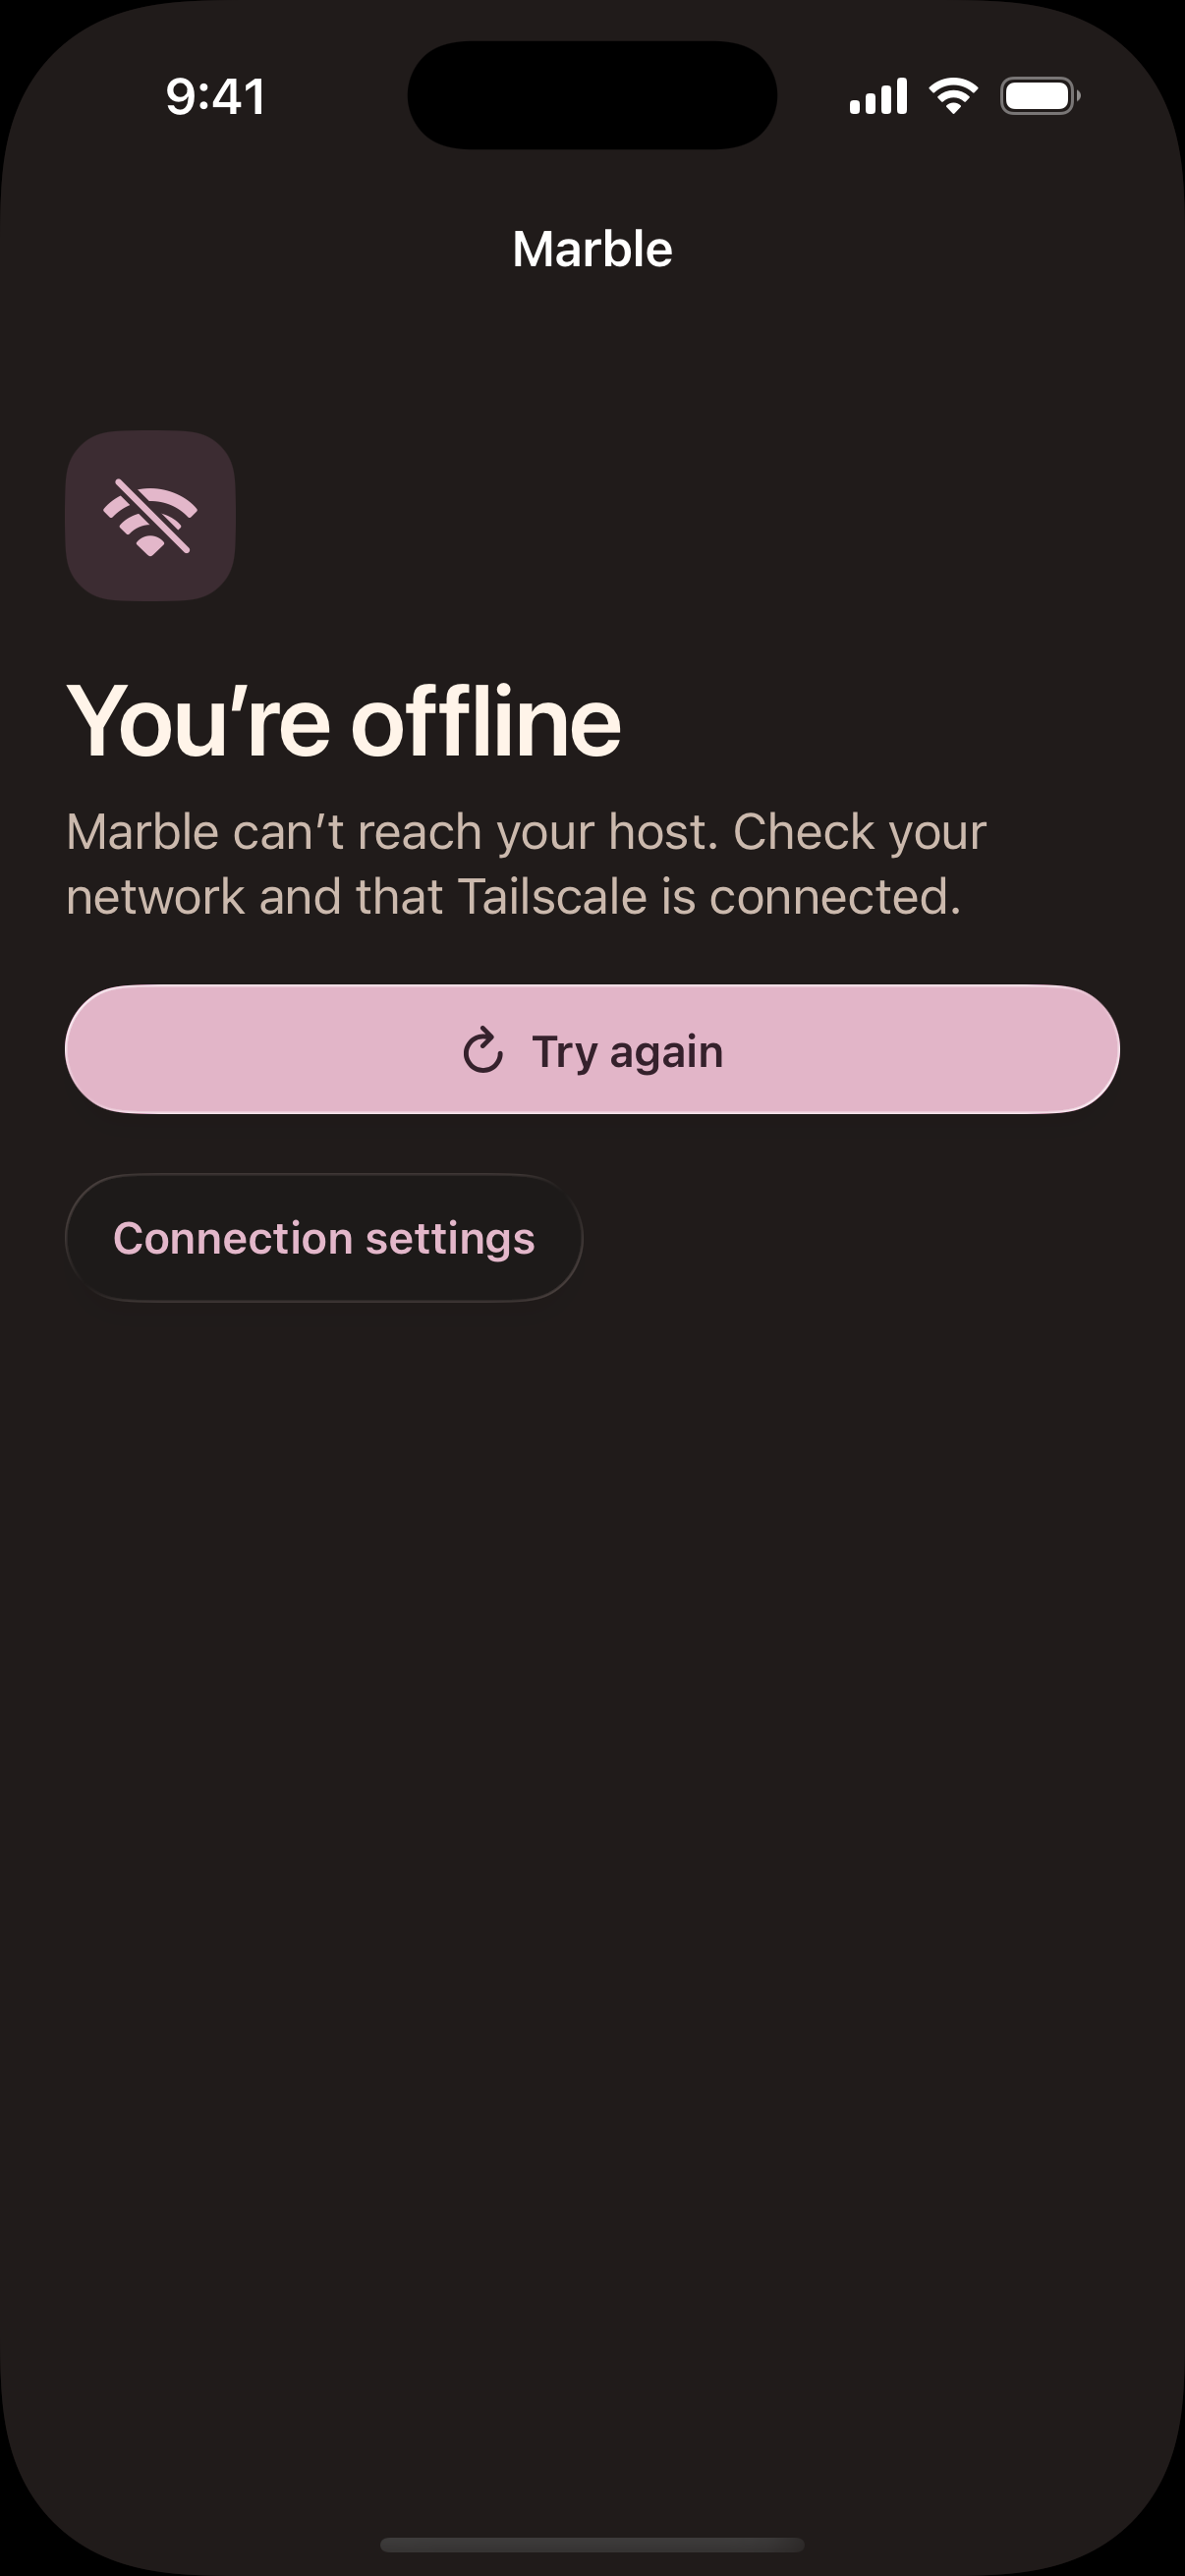 9:41
Marble
You’re offline
Marble can’t reach your host. Check your
network and that Tailscale is connected.
Try again
Connection settings